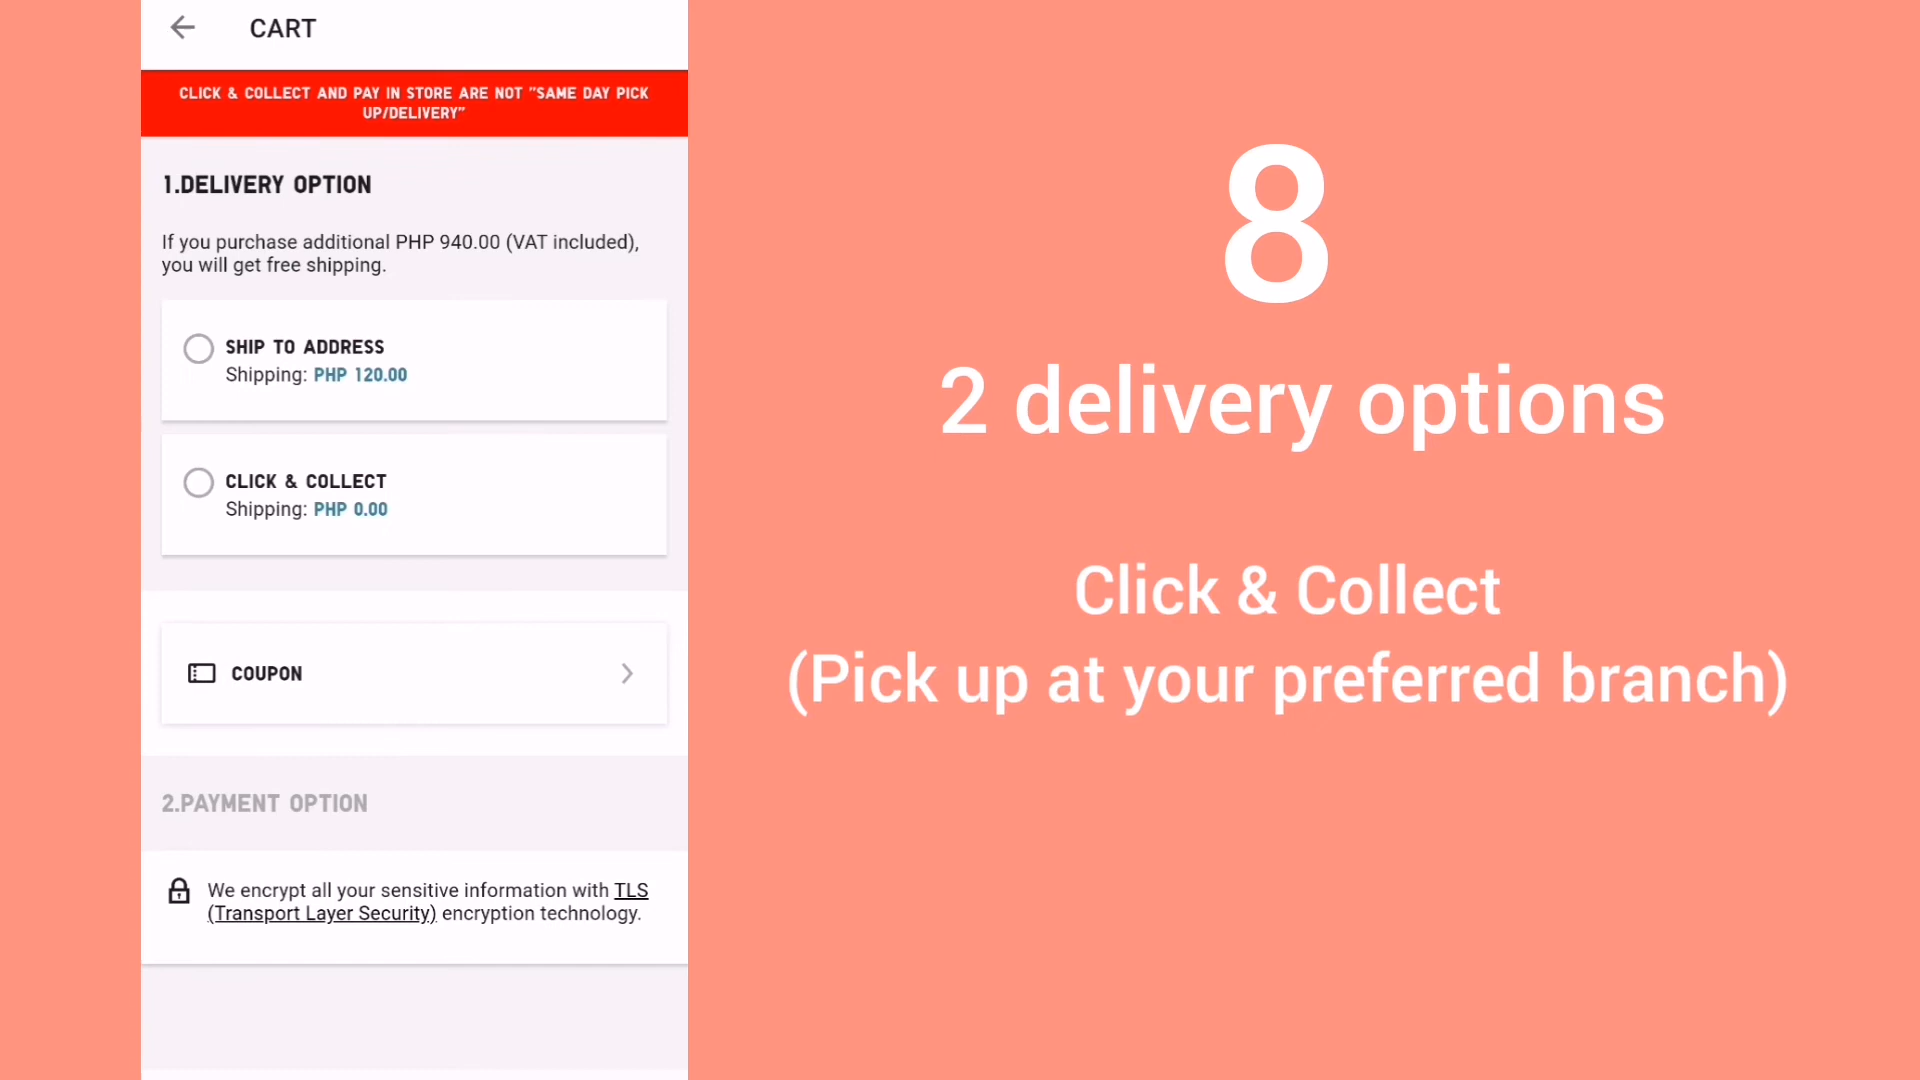 CART
CLICK & COLLECT AND PAY IN STORE ARE NOT "SAME DAY PICK
UP/DELIVERY"
1.DELIVERY OPTION
If you purchase additional PHP 940.00 (VAT included),
you will get free shipping.
SHIP TO ADDRESS
Shipping: PHP 120.00
CLICK & COLLECT
Shipping: PHP 0.00
COUPON
2.PAYMENT OPTION
We encrypt all your sensitive information with TLS
(Transport Layer Security) encryption technology.
8
2 delivery options
Click & Collect
(Pick up at your preferred branch)